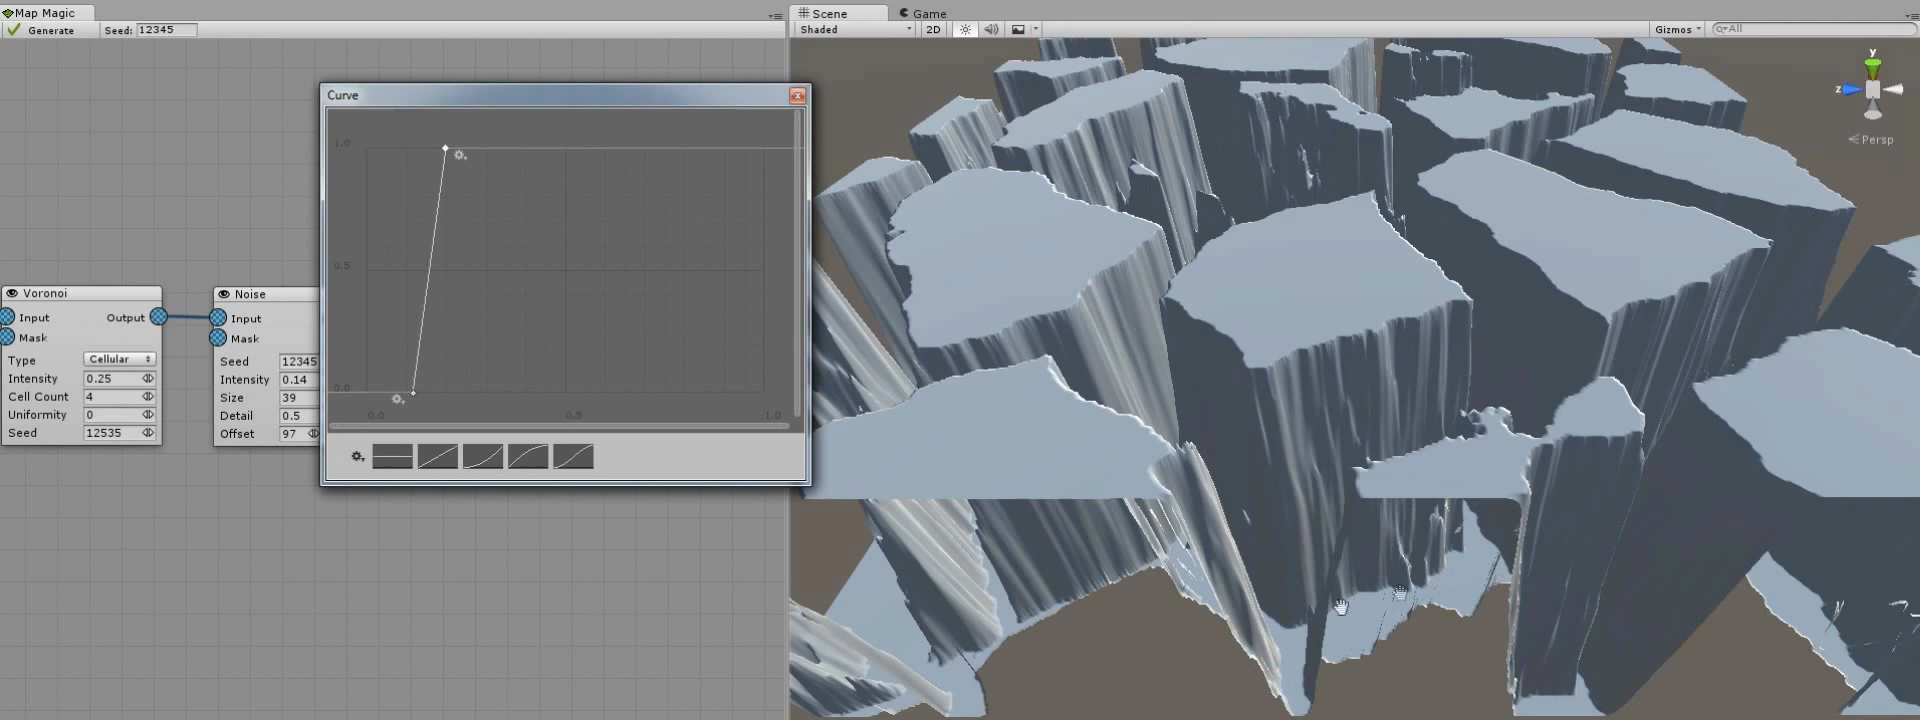 Map Magic
Generate Seed: 12345
Scene Game
Shaded 2D Gizmos All
y
z
Persp
Curve
1.0
0.5
0.0
0.0 0.5 1.0
Voronoi
Input Output
Mask
Type Cellular
Intensity 0.25
Cell Count 4
Uniformity 0
Seed 12535
Noise
Input
Mask
Seed 12345
Intensity 0.14
Size 39
Detail 0.5
Offset 97